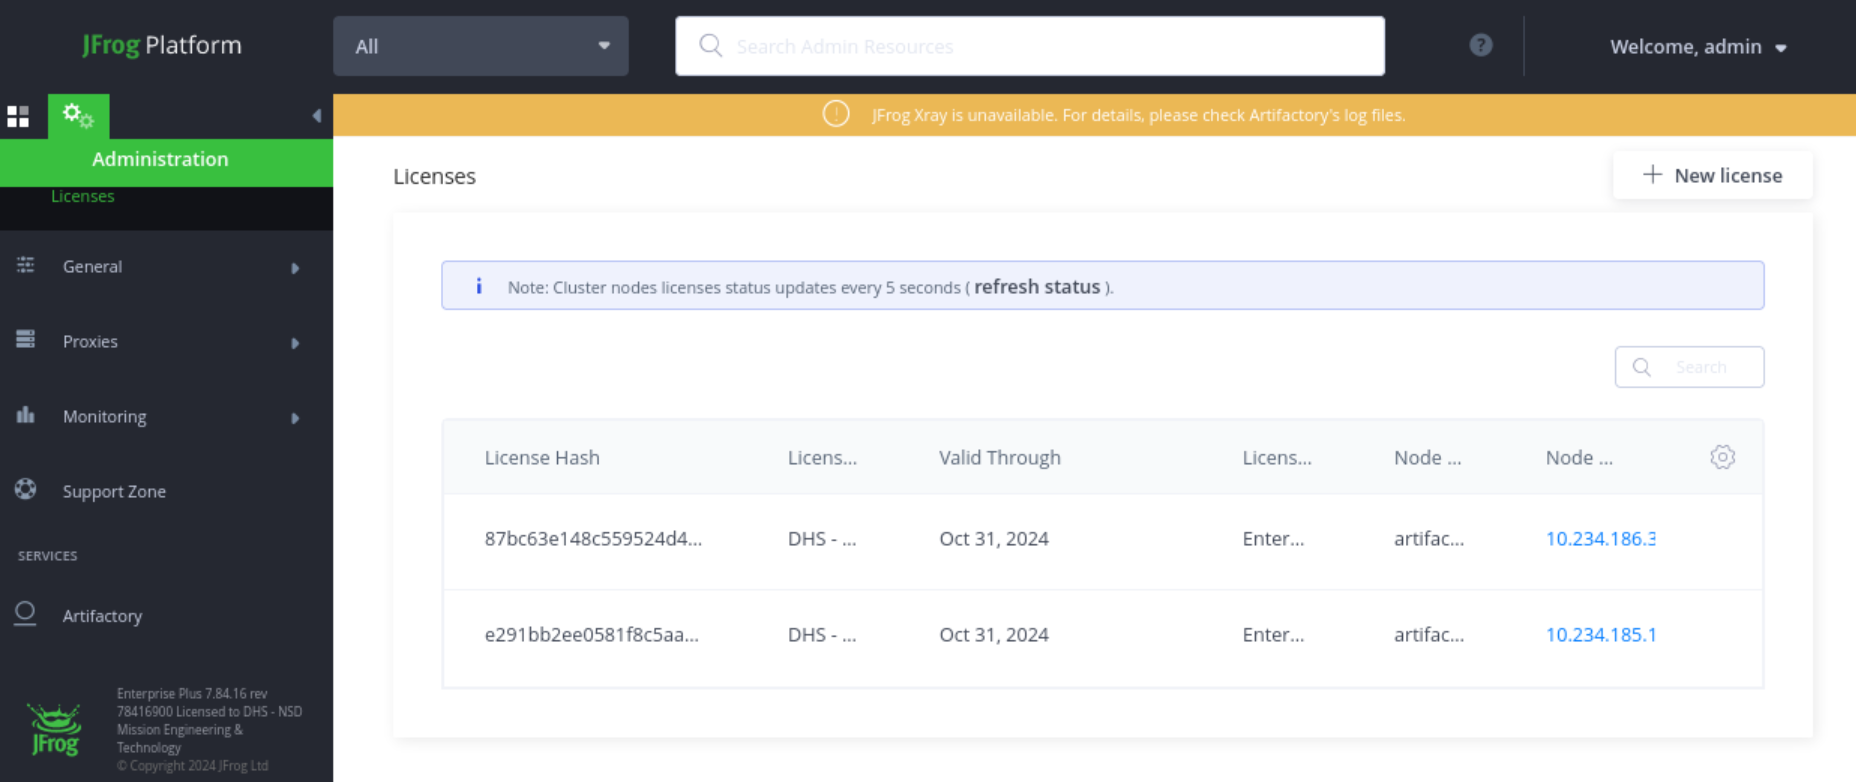 JFrog Platform
All
Search Admin Resources
?
Welcome, admin
JFrog Xray is unavailable. For details, please check Artifactory's log files.
Administration
Licenses
General
Proxies
Monitoring
Support Zone
SERVICES
Artifactory
JFrog
Enterprise Plus 7.84.16 rev
78416900 Licensed to DHS - NSD
Mission Engineering &
Technology
© Copyright 2024 JFrog Ltd
Licenses
+ New license
i Note: Cluster nodes licenses status updates every 5 seconds ( refresh status ).
Search
License Hash Licens... Valid Through Licens... Node ... Node ...
87bc63e148c559524d4... DHS - ... Oct 31, 2024 Enter... artifac... 10.234.186.3
e291bb2ee0581f8c5aa... DHS - ... Oct 31, 2024 Enter... artifac... 10.234.185.1